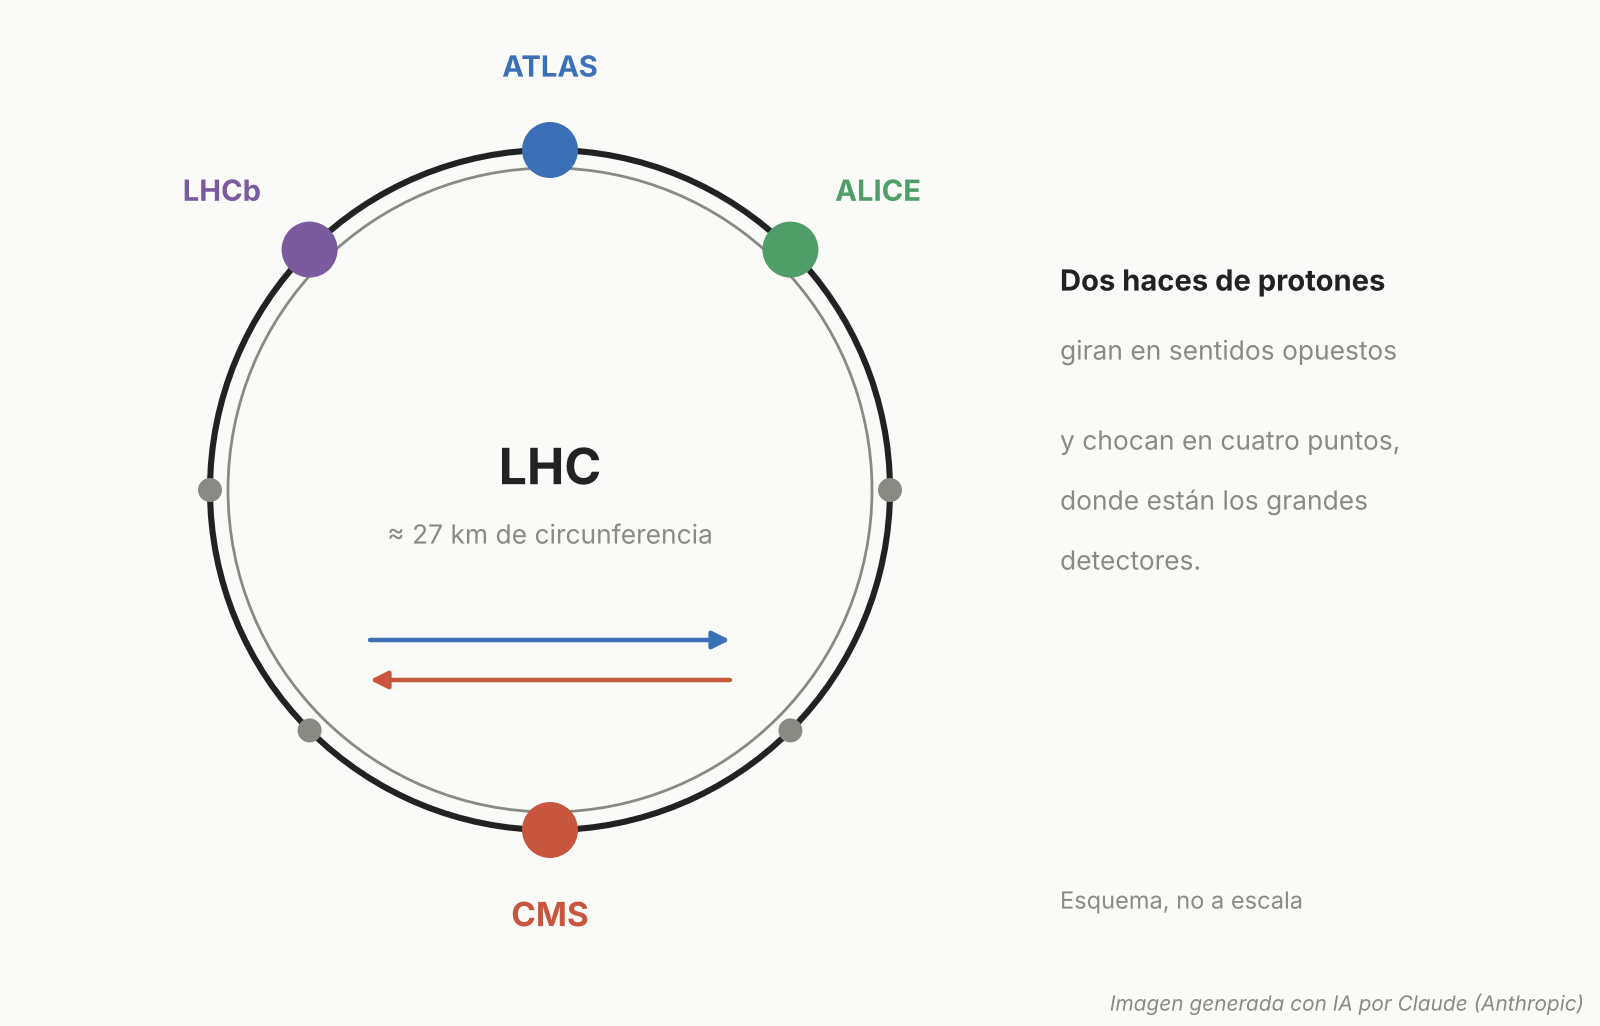 ATLAS
LHCb
ALICE
Dos haces de protones
giran en sentidos opuestos
y chocan en cuatro puntos,
donde están los grandes
detectores.
LHC
≈ 27 km de circunferencia
CMS
Esquema, no a escala
Imagen generada con IA por Claude (Anthropic)